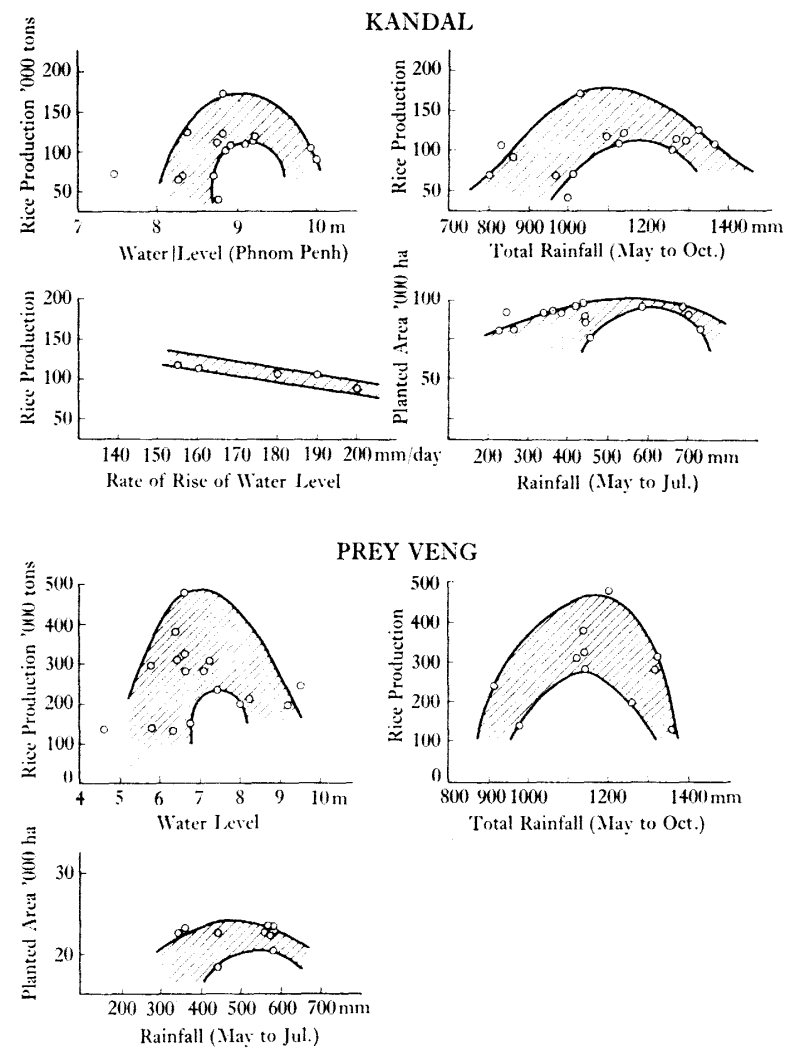 KANDAL
Rice Production '000 tons
200
150
100
50
7 8 9 10 m
Water Level (Phnom Penh)
Rice Production
200
150
100
50
700 800 900 1000 1200 1400 mm
Total Rainfall (May to Oct.)
Rice Production
200
150
100
50
140 150 160 170 180 190 200 mm/day
Rate of Rise of Water Level
Planted Area '000 ha
100
50
200 300 400 500 600 700 mm
Rainfall (May to Jul.)
PREY VENG
Rice Production '000 tons
500
400
300
200
100
0
4 5 6 7 8 9 10 m
Water Level
Rice Production
500
400
300
200
100
0
800 900 1000 1200 1400 mm
Total Rainfall (May to Oct.)
Planted Area '000 ha
30
20
200 300 400 500 600 700 mm
Rainfall (May to Jul.)